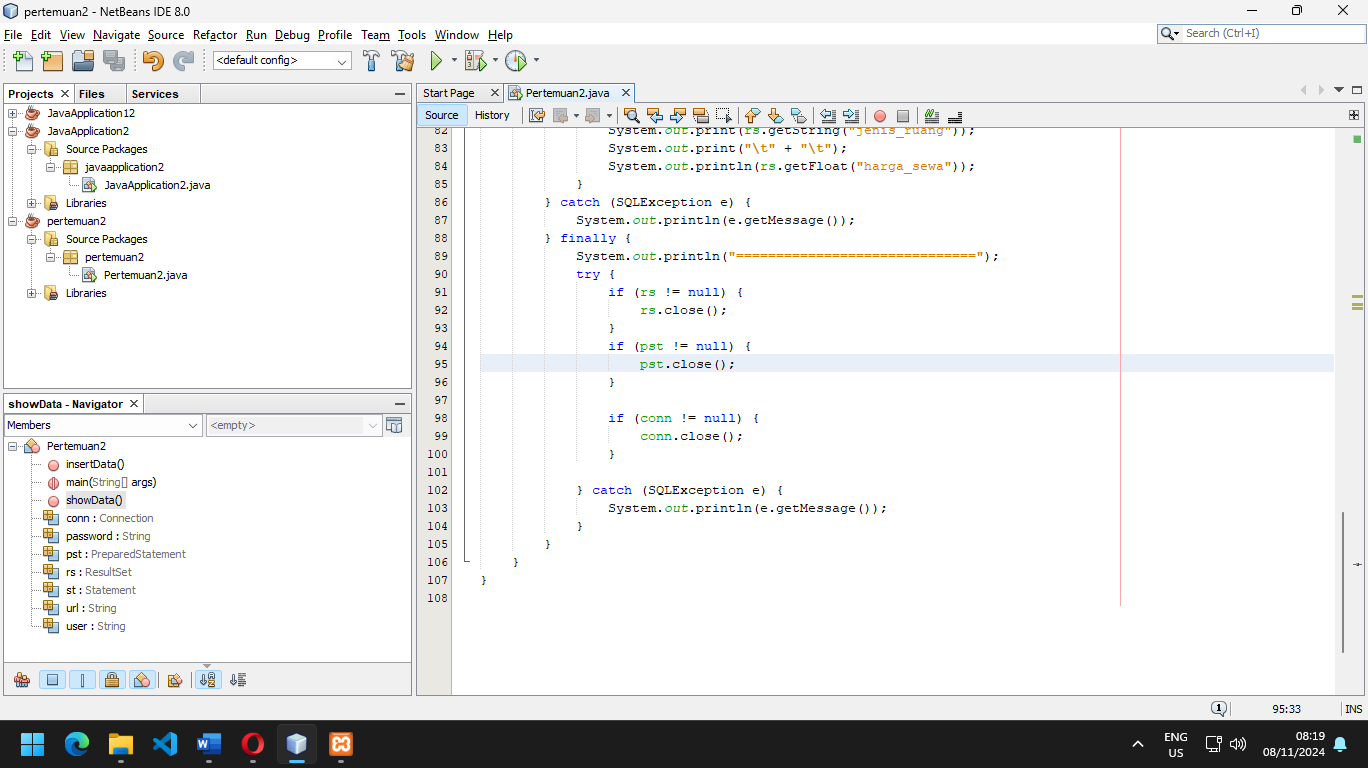 pertemuan2 - NetBeans IDE 8.0
File Edit View Navigate Source Refactor Run Debug Profile Team Tools Window Help
Search (Ctrl+I)
<default config>
Projects Files Services
JavaApplication12
JavaApplication2
Source Packages
javaapplication2
JavaApplication2.java
Libraries
pertemuan2
Source Packages
pertemuan2
Pertemuan2.java
Libraries
showData - Navigator
Members <empty>
Pertemuan2
insertData()
main(String[] args)
showData()
conn : Connection
password : String
pst : PreparedStatement
rs : ResultSet
st : Statement
url : String
user : String
Start Page Pertemuan2.java
Source History
82 System.out.print(rs.getString("jenis_ruang"));
83 System.out.print("\t" + "\t");
84 System.out.println(rs.getFloat("harga_sewa"));
85 }
86 } catch (SQLException e) {
87 System.out.println(e.getMessage());
88 } finally {
89 System.out.println("==============================");
90 try {
91 if (rs != null) {
92 rs.close();
93 }
94 if (pst != null) {
95 pst.close();
96 }
97
98 if (conn != null) {
99 conn.close();
100 }
101
102 } catch (SQLException e) {
103 System.out.println(e.getMessage());
104 }
105 }
106 }
107 }
108
1 95:33 INS
ENG
US
08:19
08/11/2024